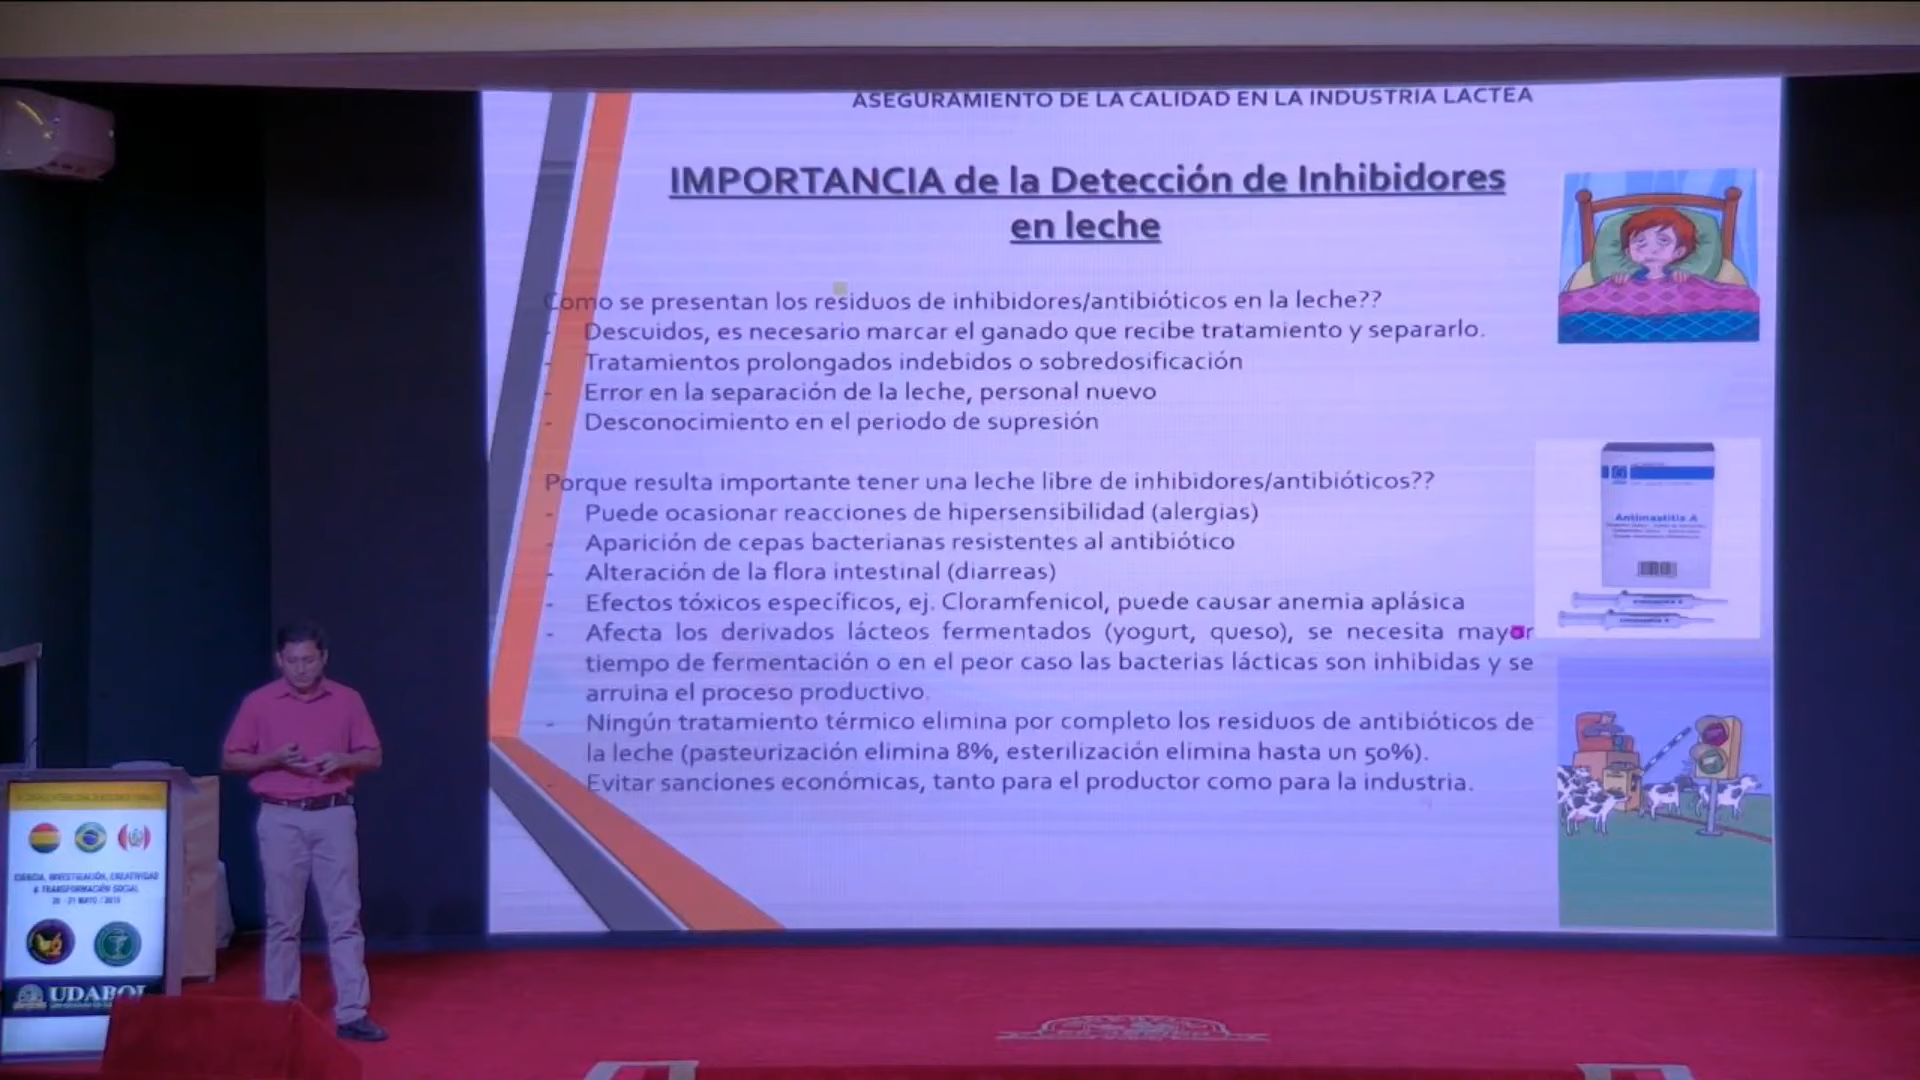 ASEGURAMIENTO DE LA CALIDAD EN LA INDUSTRIA LACTEA
IMPORTANCIA de la Detección de Inhibidores
en leche
Como se presentan los residuos de inhibidores/antibióticos en la leche??
- Descuidos, es necesario marcar el ganado que recibe tratamiento y separarlo.
- Tratamientos prolongados indebidos o sobredosificación
- Error en la separación de la leche, personal nuevo
- Desconocimiento en el periodo de supresión
Porque resulta importante tener una leche libre de inhibidores/antibióticos??
- Puede ocasionar reacciones de hipersensibilidad (alergias)
- Aparición de cepas bacterianas resistentes al antibiótico
- Alteración de la flora intestinal (diarreas)
- Efectos tóxicos específicos, ej. Cloramfenicol, puede causar anemia aplásica
- Afecta los derivados lácteos fermentados (yogurt, queso), se necesita mayor
tiempo de fermentación o en el peor caso las bacterias lácticas son inhibidas y se
arruina el proceso productivo.
- Ningún tratamiento térmico elimina por completo los residuos de antibióticos de
la leche (pasteurización elimina 8%, esterilización elimina hasta un 50%).
- Evitar sanciones económicas, tanto para el productor como para la industria.
Antimastitis A
CIENCIA, INVESTIGACIÓN, CREATIVIDAD
& TRANSFORMACIÓN SOCIAL
UDABOL